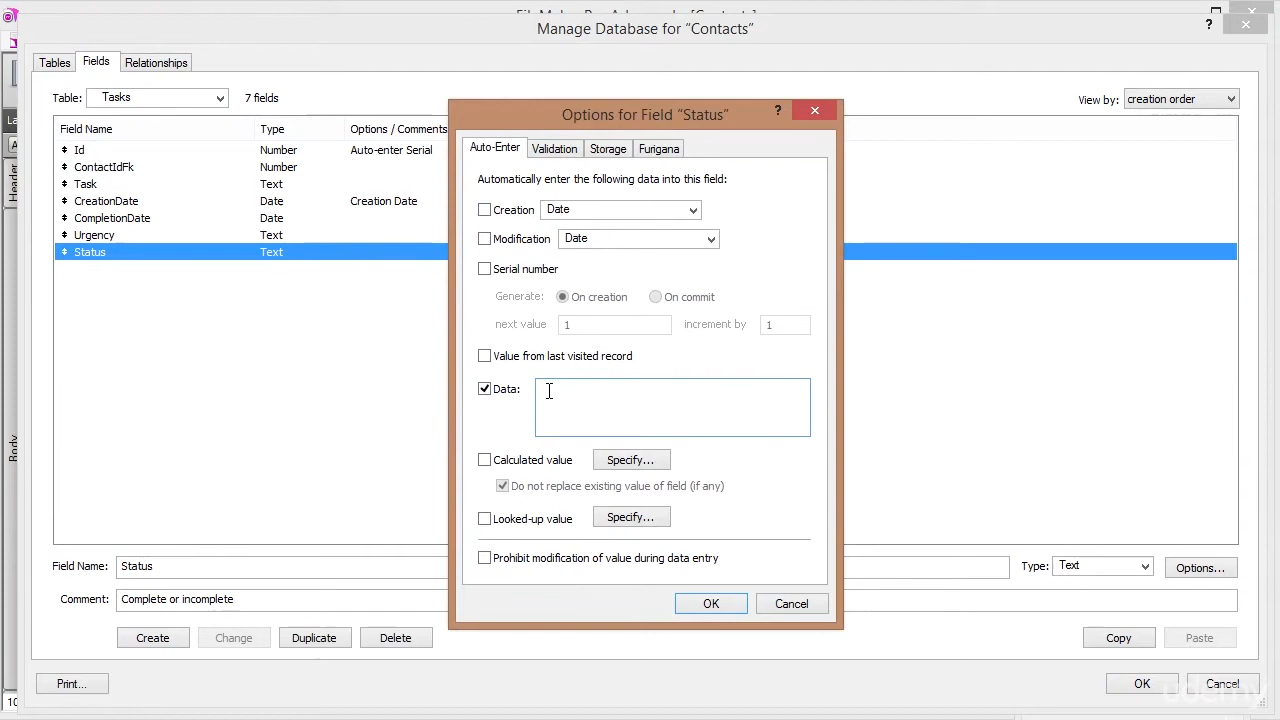 Manage Database for “Contacts”
?
Tables Fields Relationships
Table: Tasks 7 fields
View by: creation order
Field Name Type Options / Comments
Id Number Auto-enter Serial
ContactIdFk Number
Task Text
CreationDate Date Creation Date
CompletionDate Date
Urgency Text
Status Text
Options for Field “Status”
?
Auto-Enter Validation Storage Furigana
Automatically enter the following data into this field:
Creation Date
Modification Date
Serial number
Generate: On creation On commit
next value 1 increment by 1
Value from last visited record
Data:
Calculated value Specify...
Do not replace existing value of field (if any)
Looked-up value Specify...
Prohibit modification of value during data entry
OK Cancel
Field Name: Status Type: Text Options...
Comment: Complete or incomplete
Create Change Duplicate Delete Copy Paste
Print... OK Cancel
Header
Body
udemy